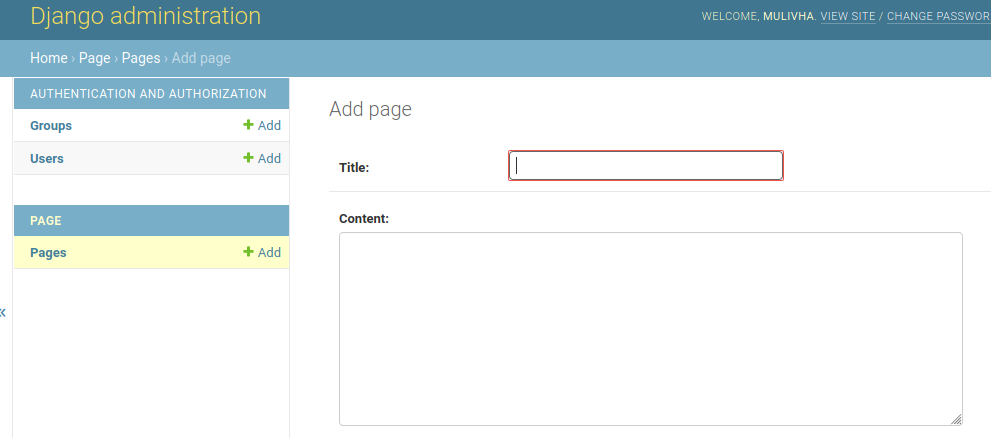 Django administration
WELCOME, MULIVHA. VIEW SITE / CHANGE PASSWOR
Home › Page › Pages › Add page
AUTHENTICATION AND AUTHORIZATION
Groups + Add
Users + Add
PAGE
Pages + Add
«
Add page
Title:
Content: